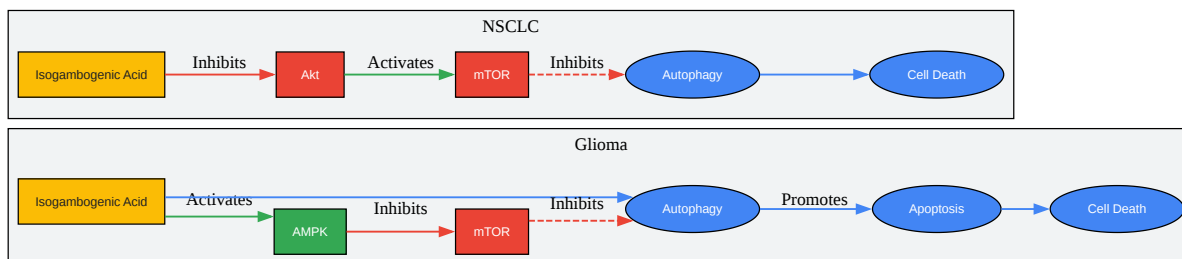 NSCLC
Isogambogenic Acid
Inhibits
Akt
Activates
mTOR
Inhibits
Autophagy
Cell Death
Glioma
Isogambogenic Acid
Activates
AMPK
Inhibits
mTOR
Inhibits
Autophagy
Promotes
Apoptosis
Cell Death